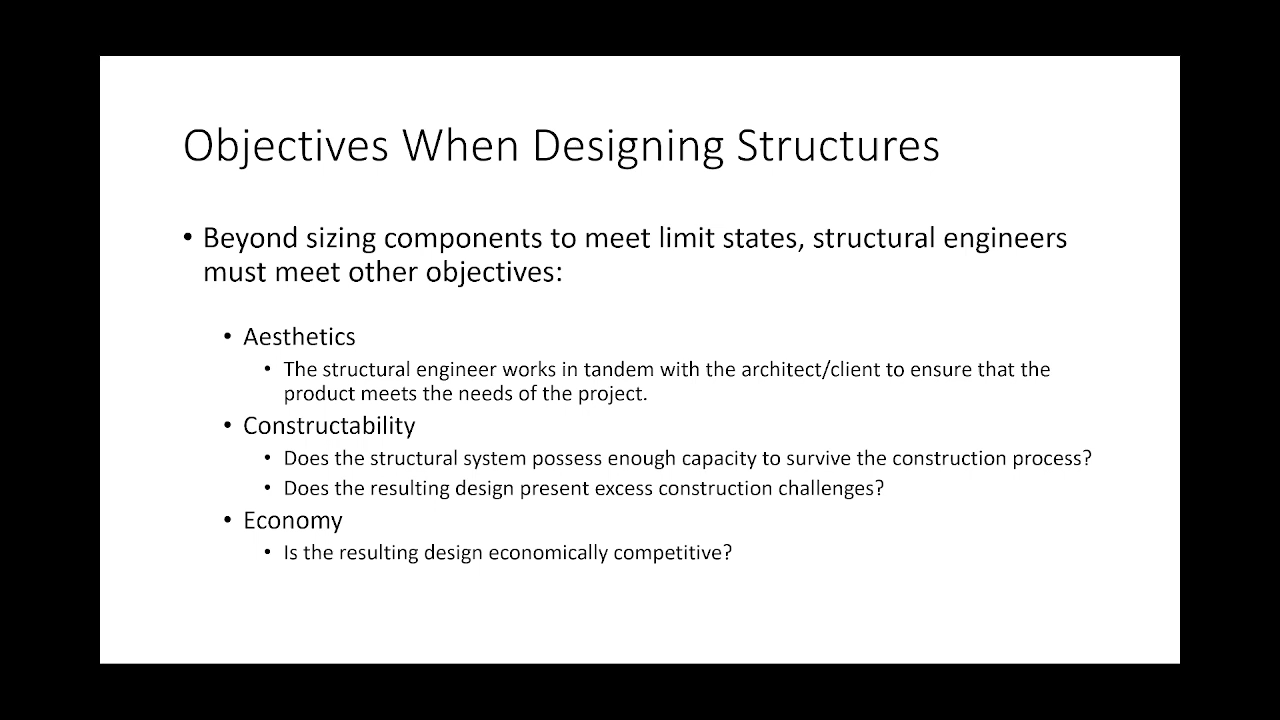 Objectives When Designing Structures
• Beyond sizing components to meet limit states, structural engineers
must meet other objectives:
• Aesthetics
• The structural engineer works in tandem with the architect/client to ensure that the
product meets the needs of the project.
• Constructability
• Does the structural system possess enough capacity to survive the construction process?
• Does the resulting design present excess construction challenges?
• Economy
• Is the resulting design economically competitive?